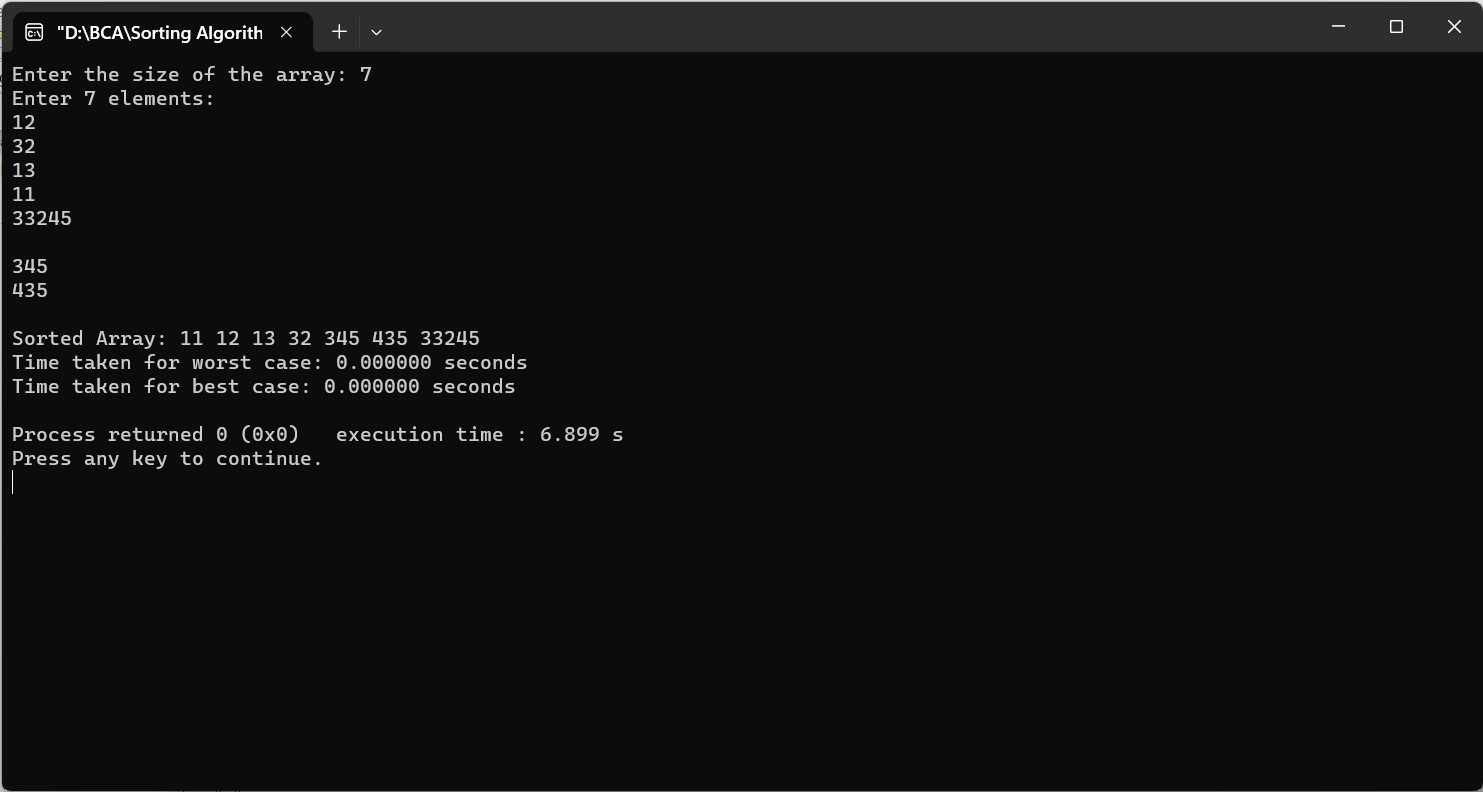 "D:\BCA\Sorting Algorith
Enter the size of the array: 7
Enter 7 elements:
12
32
13
11
33245
345
435
Sorted Array: 11 12 13 32 345 435 33245
Time taken for worst case: 0.000000 seconds
Time taken for best case: 0.000000 seconds
Process returned 0 (0x0)   execution time : 6.899 s
Press any key to continue.